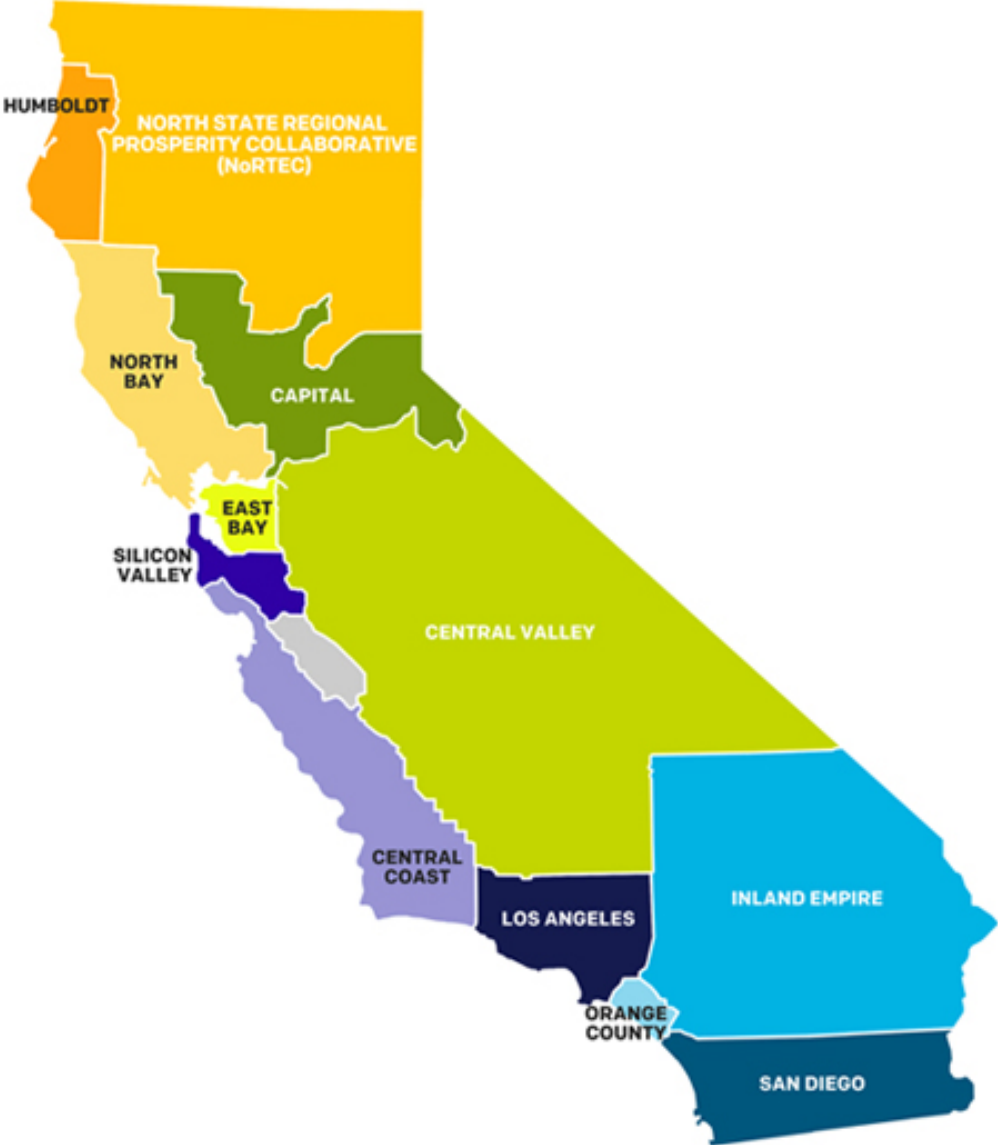 HUMBOLDT
NORTH STATE REGIONAL
PROSPERITY COLLABORATIVE
(NoRTEC)
NORTH
BAY
CAPITAL
EAST
BAY
SILICON
VALLEY
CENTRAL VALLEY
CENTRAL
COAST
LOS ANGELES
INLAND EMPIRE
ORANGE
COUNTY
SAN DIEGO